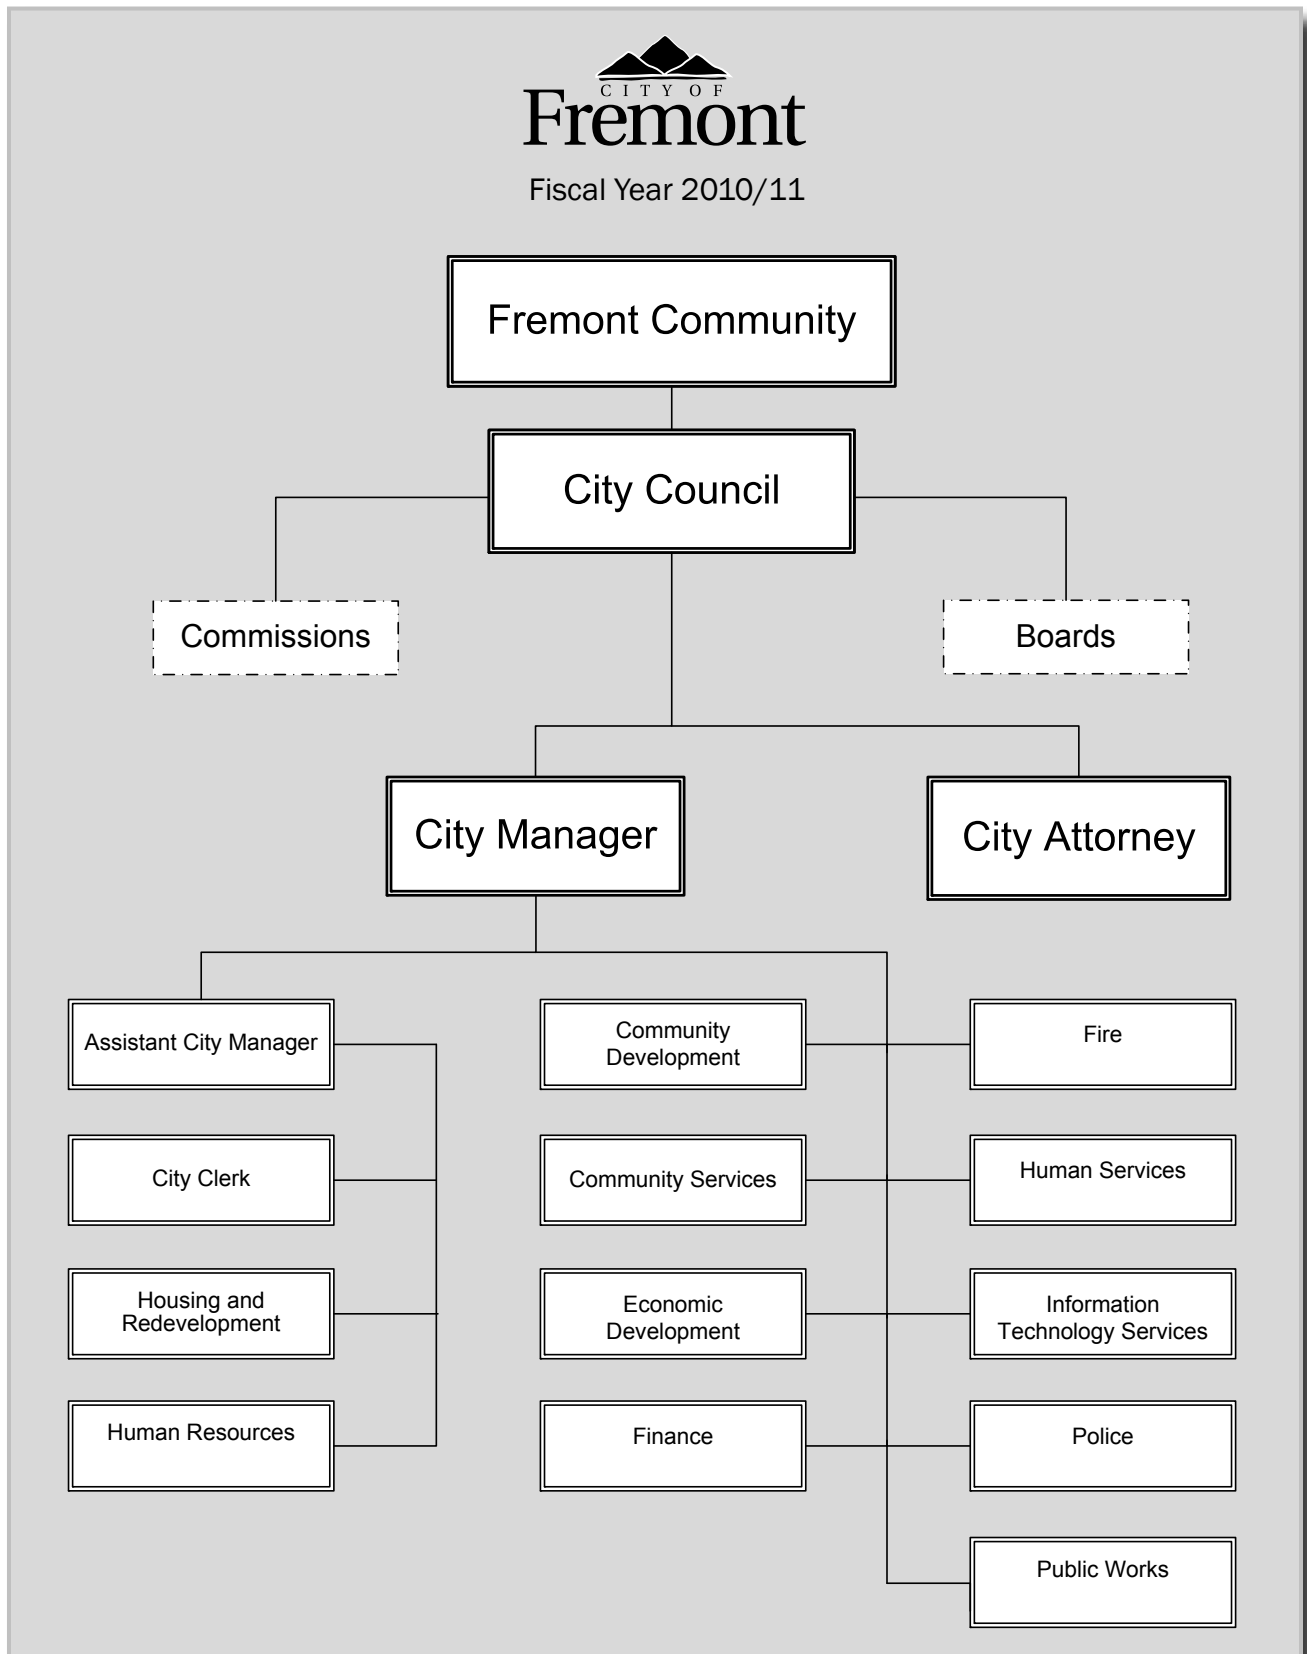 CITY OF
Fremont
Fiscal Year 2010/11
Fremont Community
City Council
Commissions
Boards
City Manager
City Attorney
Assistant City Manager
City Clerk
Housing and
Redevelopment
Human Resources
Community
Development
Community Services
Economic
Development
Finance
Fire
Human Services
Information
Technology Services
Police
Public Works